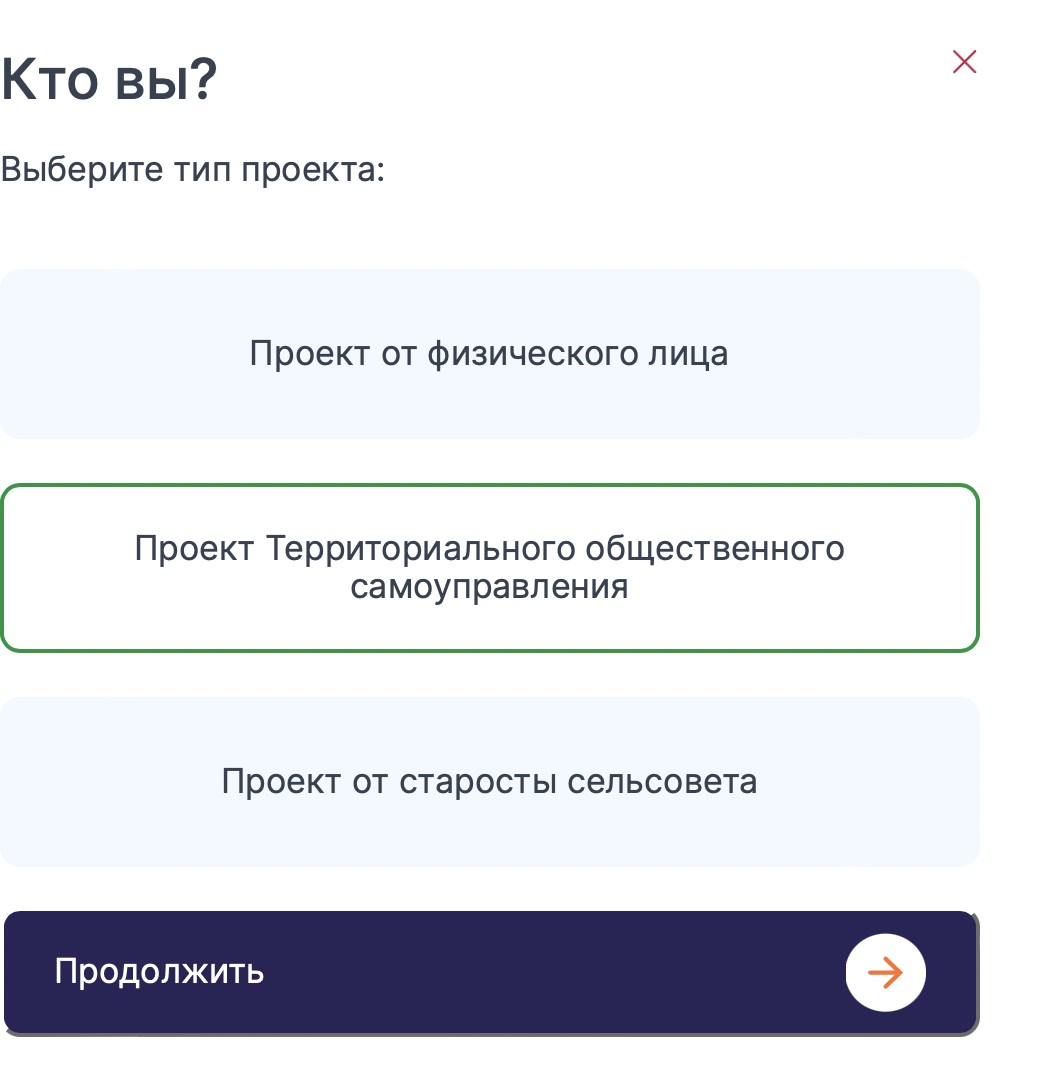 Кто вы?
Выберите тип проекта:
Проект от физического лица
Проект Территориального общественного
самоуправления
Проект от старосты сельсовета
Продолжить